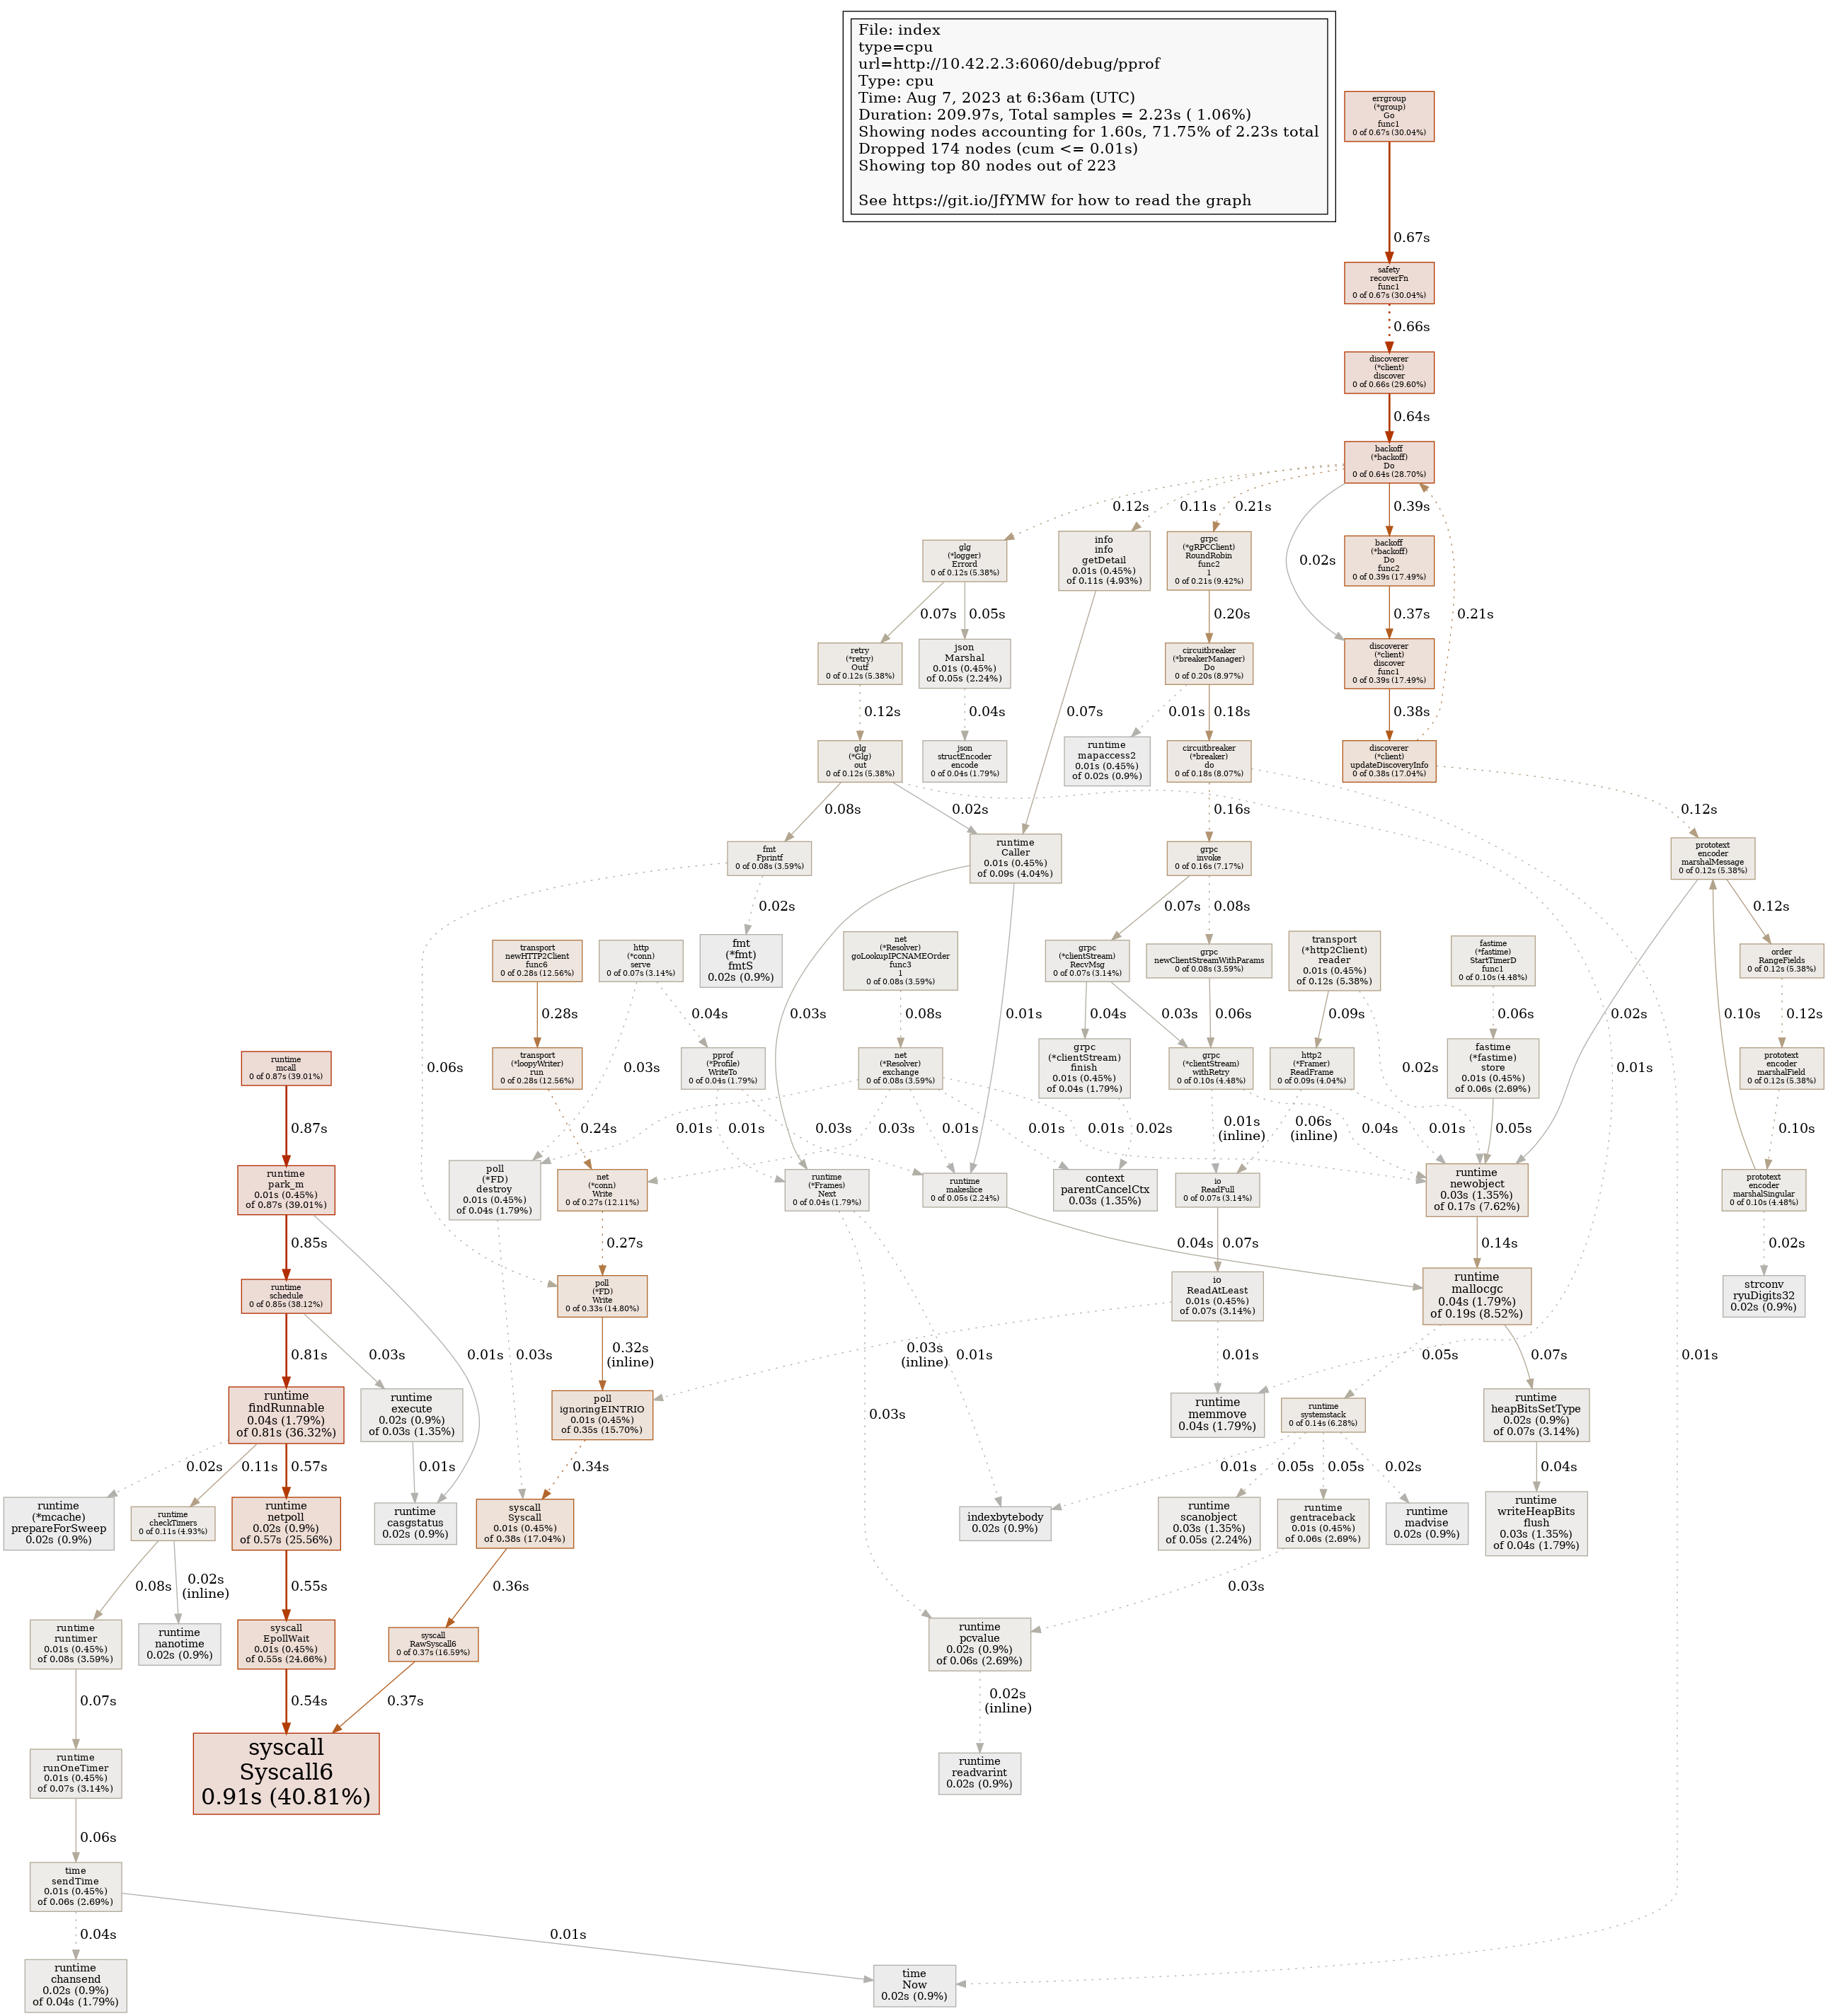 File: index
type=cpu
url=http://10.42.2.3:6060/debug/pprof
Type: cpu
Time: Aug 7, 2023 at 6:36am (UTC)
Duration: 209.97s, Total samples = 2.23s ( 1.06%)
Showing nodes accounting for 1.60s, 71.75% of 2.23s total
Dropped 174 nodes (cum <= 0.01s)
Showing top 80 nodes out of 223
See https://git.io/JfYMW for how to read the graph
errgroup
(*group)
Go
func1
0 of 0.67s (30.04%)
0.67s
safety
recoverFn
func1
0 of 0.67s (30.04%)
0.66s
discoverer
(*client)
discover
0 of 0.66s (29.60%)
0.64s
backoff
(*backoff)
Do
0 of 0.64s (28.70%)
0.12s
0.11s
0.21s
0.02s
0.39s
0.21s
glg
(*logger)
Errord
0 of 0.12s (5.38%)
info
info
getDetail
0.01s (0.45%)
of 0.11s (4.93%)
grpc
(*gRPCClient)
RoundRobin
func2
1
0 of 0.21s (9.42%)
backoff
(*backoff)
Do
func2
0 of 0.39s (17.49%)
0.07s
0.05s
0.07s
0.20s
0.37s
retry
(*retry)
Outf
0 of 0.12s (5.38%)
json
Marshal
0.01s (0.45%)
of 0.05s (2.24%)
circuitbreaker
(*breakerManager)
Do
0 of 0.20s (8.97%)
discoverer
(*client)
discover
func1
0 of 0.39s (17.49%)
0.12s
0.04s
0.01s
0.18s
0.38s
glg
(*Glg)
out
0 of 0.12s (5.38%)
json
structEncoder
encode
0 of 0.04s (1.79%)
runtime
mapaccess2
0.01s (0.45%)
of 0.02s (0.9%)
circuitbreaker
(*breaker)
do
0 of 0.18s (8.07%)
discoverer
(*client)
updateDiscoveryInfo
0 of 0.38s (17.04%)
0.08s
0.02s
0.01s
0.16s
0.01s
0.12s
fmt
Fprintf
0 of 0.08s (3.59%)
runtime
Caller
0.01s (0.45%)
of 0.09s (4.04%)
grpc
invoke
0 of 0.16s (7.17%)
prototext
encoder
marshalMessage
0 of 0.12s (5.38%)
0.06s
0.02s
0.03s
0.01s
0.07s
0.08s
0.02s
0.12s
0.10s
transport
newHTTP2Client
func6
0 of 0.28s (12.56%)
http
(*conn)
serve
0 of 0.07s (3.14%)
fmt
(*fmt)
fmtS
0.02s (0.9%)
net
(*Resolver)
goLookupIPCNAMEOrder
func3
1
0 of 0.08s (3.59%)
grpc
(*clientStream)
RecvMsg
0 of 0.07s (3.14%)
grpc
newClientStreamWithParams
0 of 0.08s (3.59%)
transport
(*http2Client)
reader
0.01s (0.45%)
of 0.12s (5.38%)
fastime
(*fastime)
StartTimerD
func1
0 of 0.10s (4.48%)
order
RangeFields
0 of 0.12s (5.38%)
0.28s
0.03s
0.04s
0.08s
0.04s
0.03s
0.06s
0.09s
0.02s
0.06s
0.12s
runtime
mcall
0 of 0.87s (39.01%)
transport
(*loopyWriter)
run
0 of 0.28s (12.56%)
pprof
(*Profile)
WriteTo
0 of 0.04s (1.79%)
net
(*Resolver)
exchange
0 of 0.08s (3.59%)
grpc
(*clientStream)
finish
0.01s (0.45%)
of 0.04s (1.79%)
grpc
(*clientStream)
withRetry
0 of 0.10s (4.48%)
http2
(*Framer)
ReadFrame
0 of 0.09s (4.04%)
fastime
(*fastime)
store
0.01s (0.45%)
of 0.06s (2.69%)
prototext
encoder
marshalField
0 of 0.12s (5.38%)
0.87s
0.24s
0.01s
0.03s
0.01s
0.03s
0.01s
0.01s
0.01s
0.02s
0.01s
(inline)
0.04s
0.06s
(inline)
0.01s
0.05s
0.10s
runtime
park_m
0.01s (0.45%)
of 0.87s (39.01%)
poll
(*FD)
destroy
0.01s (0.45%)
of 0.04s (1.79%)
net
(*conn)
Write
0 of 0.27s (12.11%)
runtime
(*Frames)
Next
0 of 0.04s (1.79%)
runtime
makeslice
0 of 0.05s (2.24%)
context
parentCancelCtx
0.03s (1.35%)
io
ReadFull
0 of 0.07s (3.14%)
runtime
newobject
0.03s (1.35%)
of 0.17s (7.62%)
prototext
encoder
marshalSingular
0 of 0.10s (4.48%)
0.85s
0.01s
0.03s
0.27s
0.03s
0.01s
0.04s
0.07s
0.14s
0.02s
runtime
schedule
0 of 0.85s (38.12%)
poll
(*FD)
Write
0 of 0.33s (14.80%)
io
ReadAtLeast
0.01s (0.45%)
of 0.07s (3.14%)
runtime
mallocgc
0.04s (1.79%)
of 0.19s (8.52%)
strconv
ryuDigits32
0.02s (0.9%)
0.81s
0.03s
0.32s
(inline)
0.03s
(inline)
0.01s
0.05s
0.07s
runtime
findRunnable
0.04s (1.79%)
of 0.81s (36.32%)
runtime
execute
0.02s (0.9%)
of 0.03s (1.35%)
poll
ignoringEINTRIO
0.01s (0.45%)
of 0.35s (15.70%)
runtime
memmove
0.04s (1.79%)
runtime
systemstack
0 of 0.14s (6.28%)
runtime
heapBitsSetType
0.02s (0.9%)
of 0.07s (3.14%)
0.02s
0.11s
0.57s
0.01s
0.34s
0.01s
0.05s
0.05s
0.02s
0.04s
runtime
(*mcache)
prepareForSweep
0.02s (0.9%)
runtime
checkTimers
0 of 0.11s (4.93%)
runtime
netpoll
0.02s (0.9%)
of 0.57s (25.56%)
runtime
casgstatus
0.02s (0.9%)
syscall
Syscall
0.01s (0.45%)
of 0.38s (17.04%)
indexbytebody
0.02s (0.9%)
runtime
scanobject
0.03s (1.35%)
of 0.05s (2.24%)
runtime
gentraceback
0.01s (0.45%)
of 0.06s (2.69%)
runtime
madvise
0.02s (0.9%)
runtime
writeHeapBits
flush
0.03s (1.35%)
of 0.04s (1.79%)
0.08s
0.02s
(inline)
0.55s
0.36s
0.03s
runtime
runtimer
0.01s (0.45%)
of 0.08s (3.59%)
runtime
nanotime
0.02s (0.9%)
syscall
EpollWait
0.01s (0.45%)
of 0.55s (24.66%)
syscall
RawSyscall6
0 of 0.37s (16.59%)
runtime
pcvalue
0.02s (0.9%)
of 0.06s (2.69%)
0.07s
0.54s
0.37s
0.02s
(inline)
runtime
runOneTimer
0.01s (0.45%)
of 0.07s (3.14%)
syscall
Syscall6
0.91s (40.81%)
runtime
readvarint
0.02s (0.9%)
0.06s
time
sendTime
0.01s (0.45%)
of 0.06s (2.69%)
0.04s
0.01s
runtime
chansend
0.02s (0.9%)
of 0.04s (1.79%)
time
Now
0.02s (0.9%)